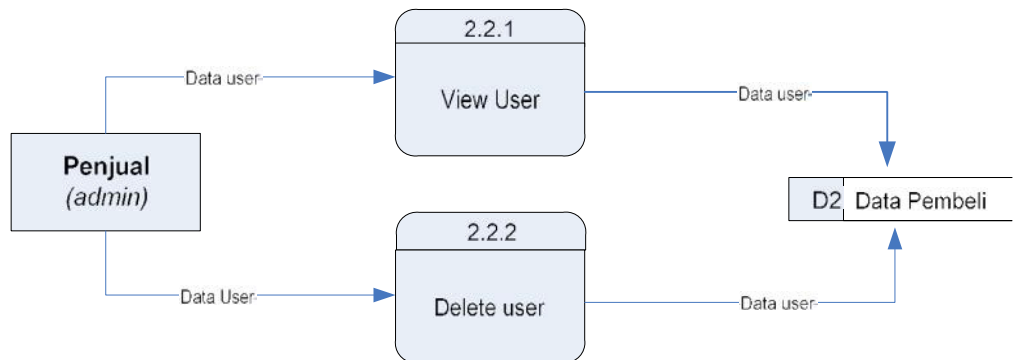 2.2.1
View User
Data user
Data user
Penjual
(admin)
D2 Data Pembeli
2.2.2
Delete user
Data User
Data user